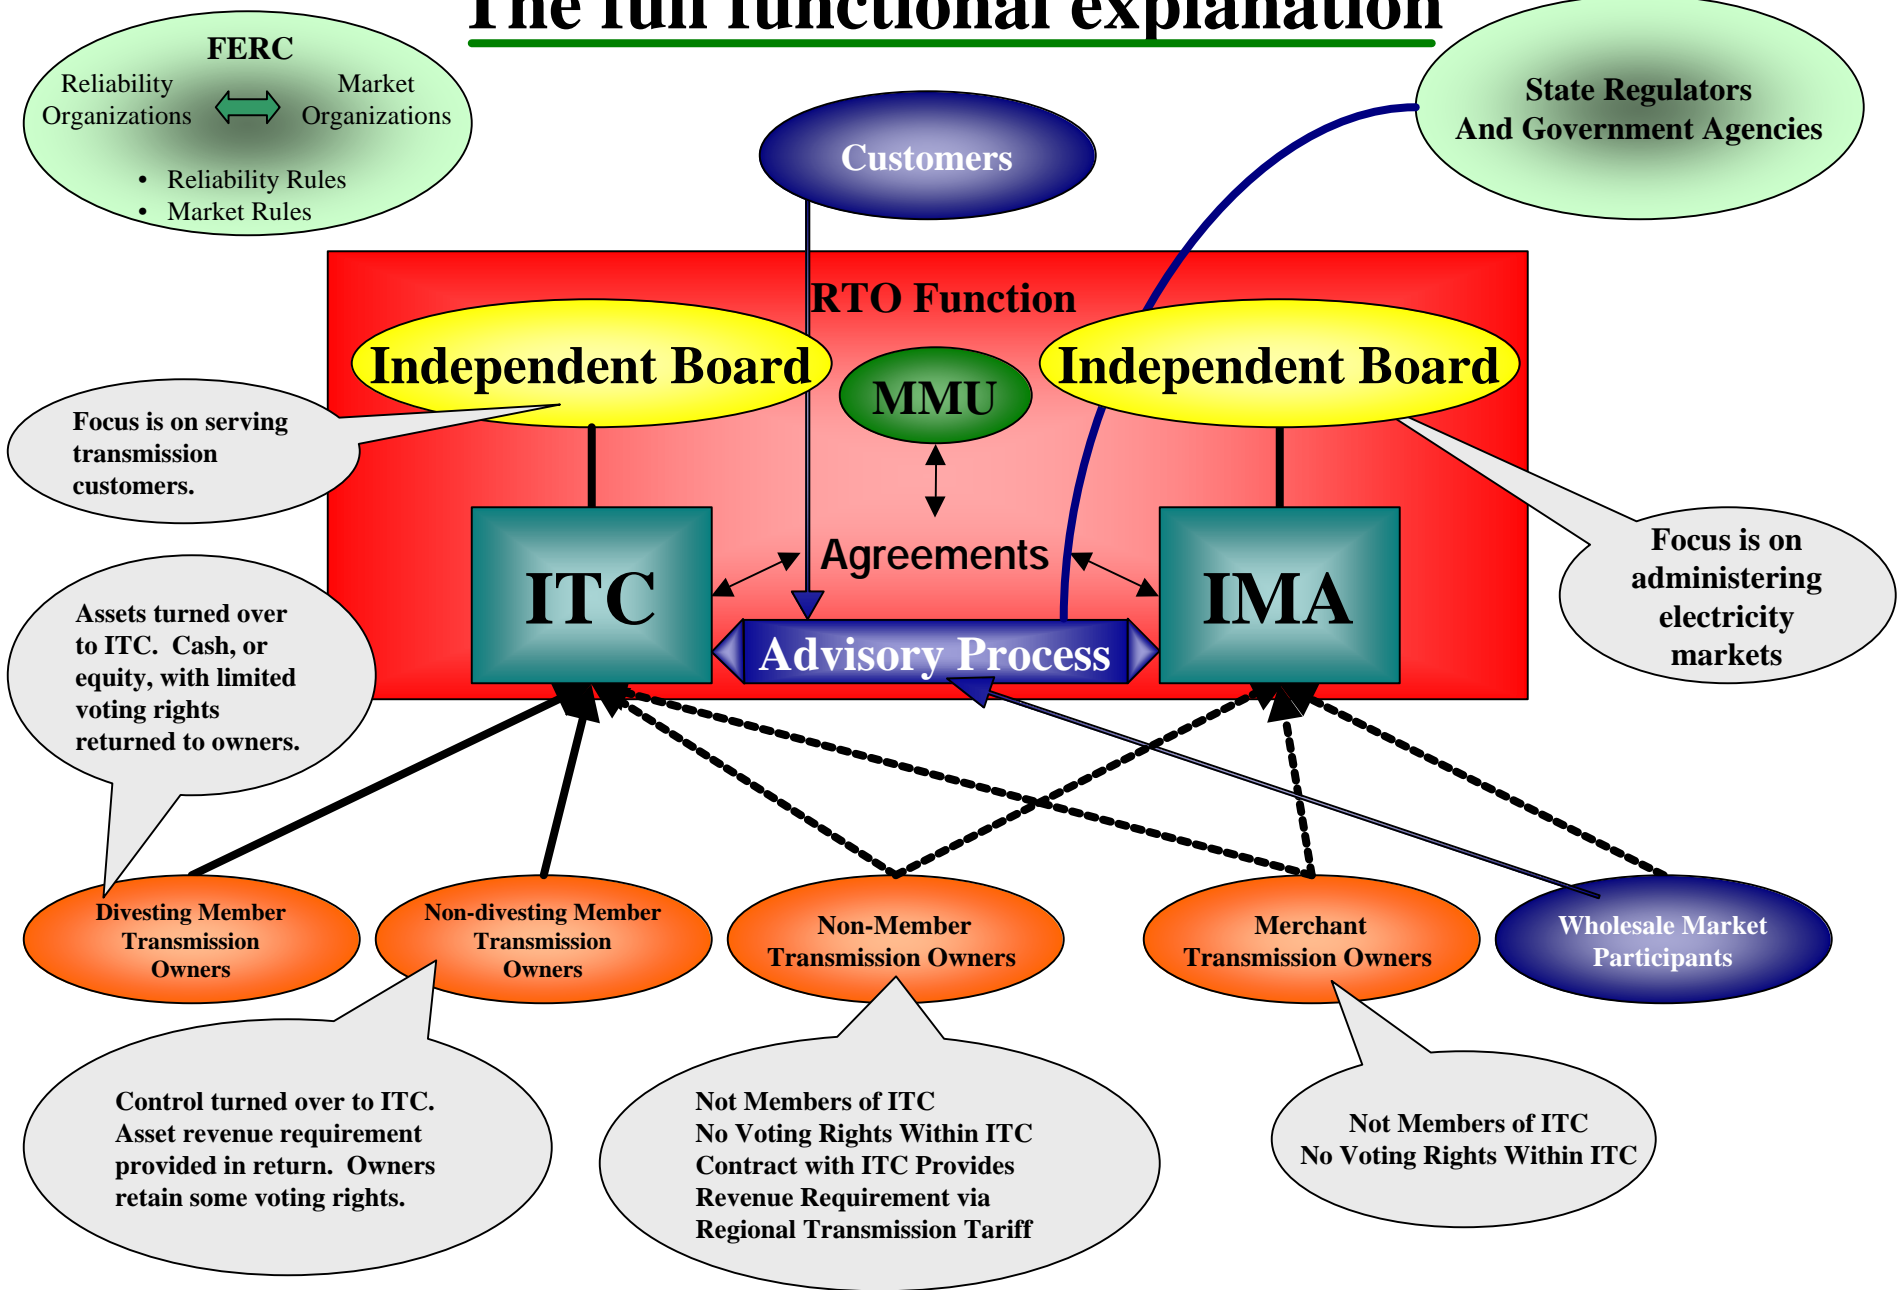 The full functional explanation
FERC
Reliability
Organizations
Market
Organizations
• Reliability Rules
• Market Rules
Customers
State Regulators
And Government Agencies
RTO Function
Independent Board
MMU
Independent Board
Focus is on serving
transmission
customers.
Agreements
ITC
IMA
Advisory Process
Focus is on
administering
electricity
markets
Assets turned over
to ITC. Cash, or
equity, with limited
voting rights
returned to owners.
Divesting Member
Transmission
Owners
Non-divesting Member
Transmission
Owners
Non-Member
Transmission Owners
Merchant
Transmission Owners
Wholesale Market
Participants
Control turned over to ITC.
Asset revenue requirement
provided in return. Owners
retain some voting rights.
Not Members of ITC
No Voting Rights Within ITC
Contract with ITC Provides
Revenue Requirement via
Regional Transmission Tariff
Not Members of ITC
No Voting Rights Within ITC